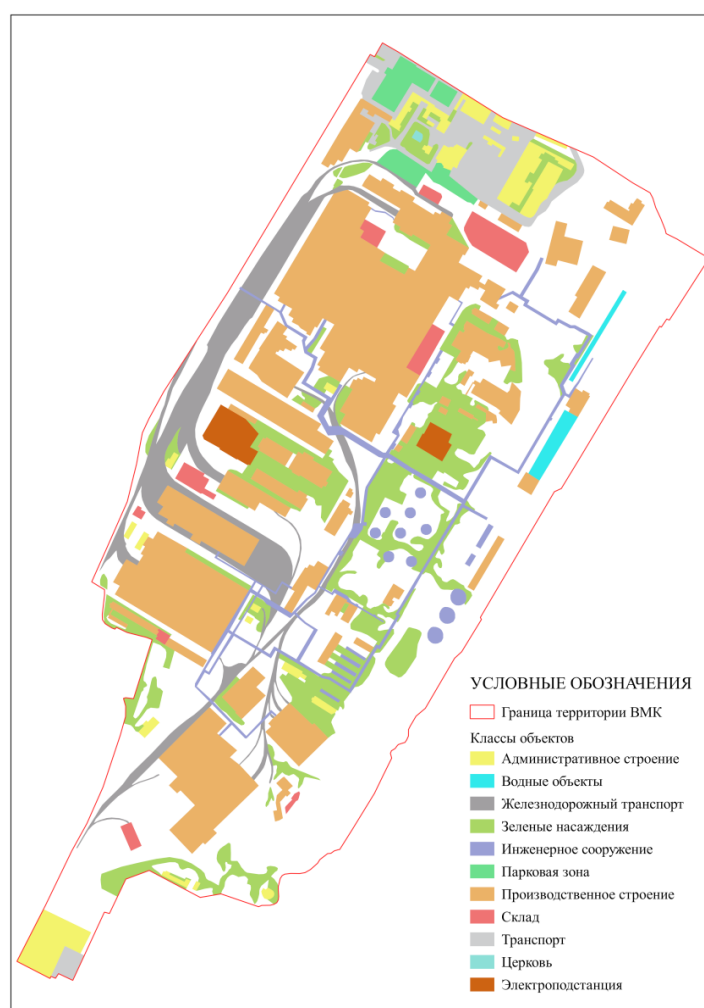 УСЛОВНЫЕ ОБОЗНАЧЕНИЯ
Граница территории ВМК
Классы объектов
Административное строение
Водные объекты
Железнодорожный транспорт
Зеленые насаждения
Инженерное сооружение
Парковая зона
Производственное строение
Склад
Транспорт
Церковь
Электроподстанция